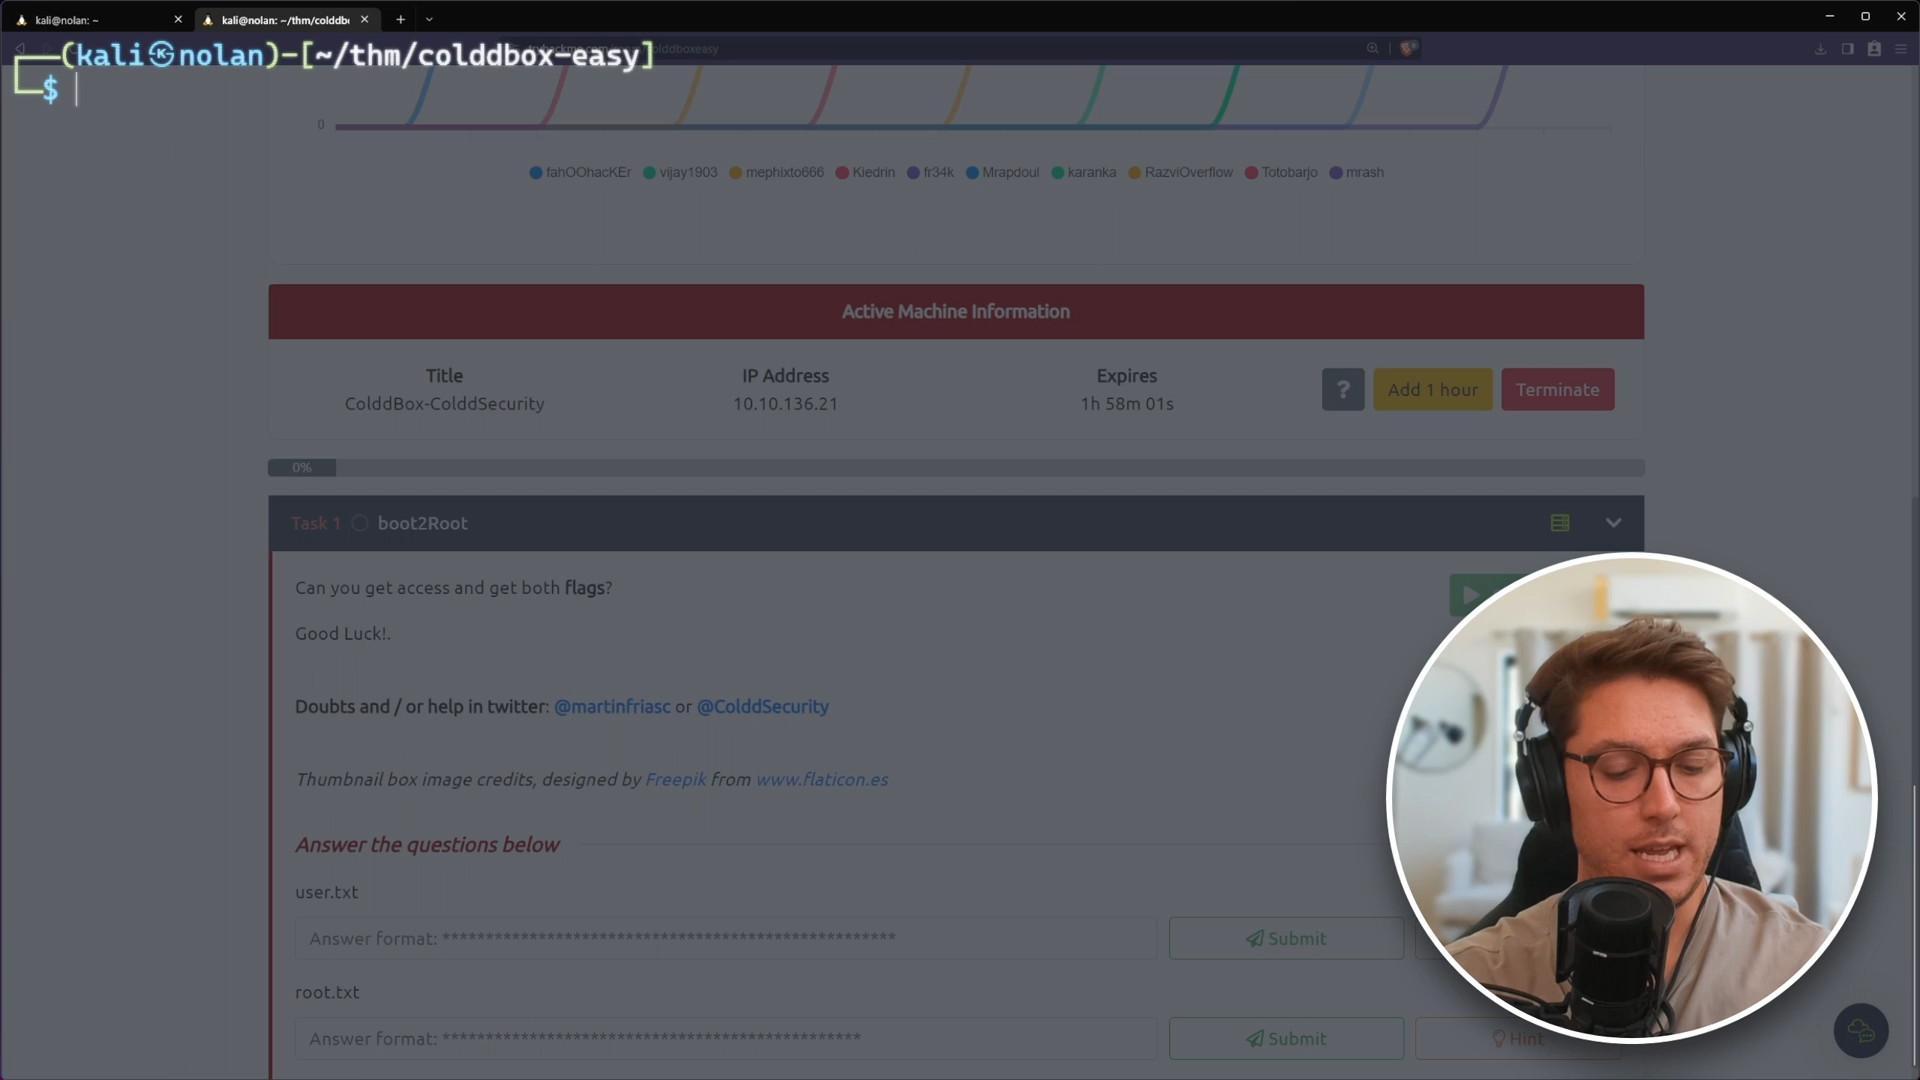 kali@nolan: ~
kali@nolan: ~/thm/colddb
(kali㉿nolan)-[~/thm/colddbox-easy]
$
0
fahOOhacKEr vijay1903 mephixto666 Kiedrin fr34k Mrapdoul karanka RazviOverflow Totobarjo mrash
Active Machine Information
Title IP Address Expires
ColddBox-ColddSecurity 10.10.136.21 1h 58m 01s
? Add 1 hour Terminate
0%
Task 1 boot2Root
Can you get access and get both flags?
Good Luck!.
Doubts and / or help in twitter: @martinfriasc or @ColddSecurity
Thumbnail box image credits, designed by Freepik from www.flaticon.es
Answer the questions below
user.txt
Answer format: **************************************************** Submit
root.txt
Answer format: ************************************************ Submit Hint